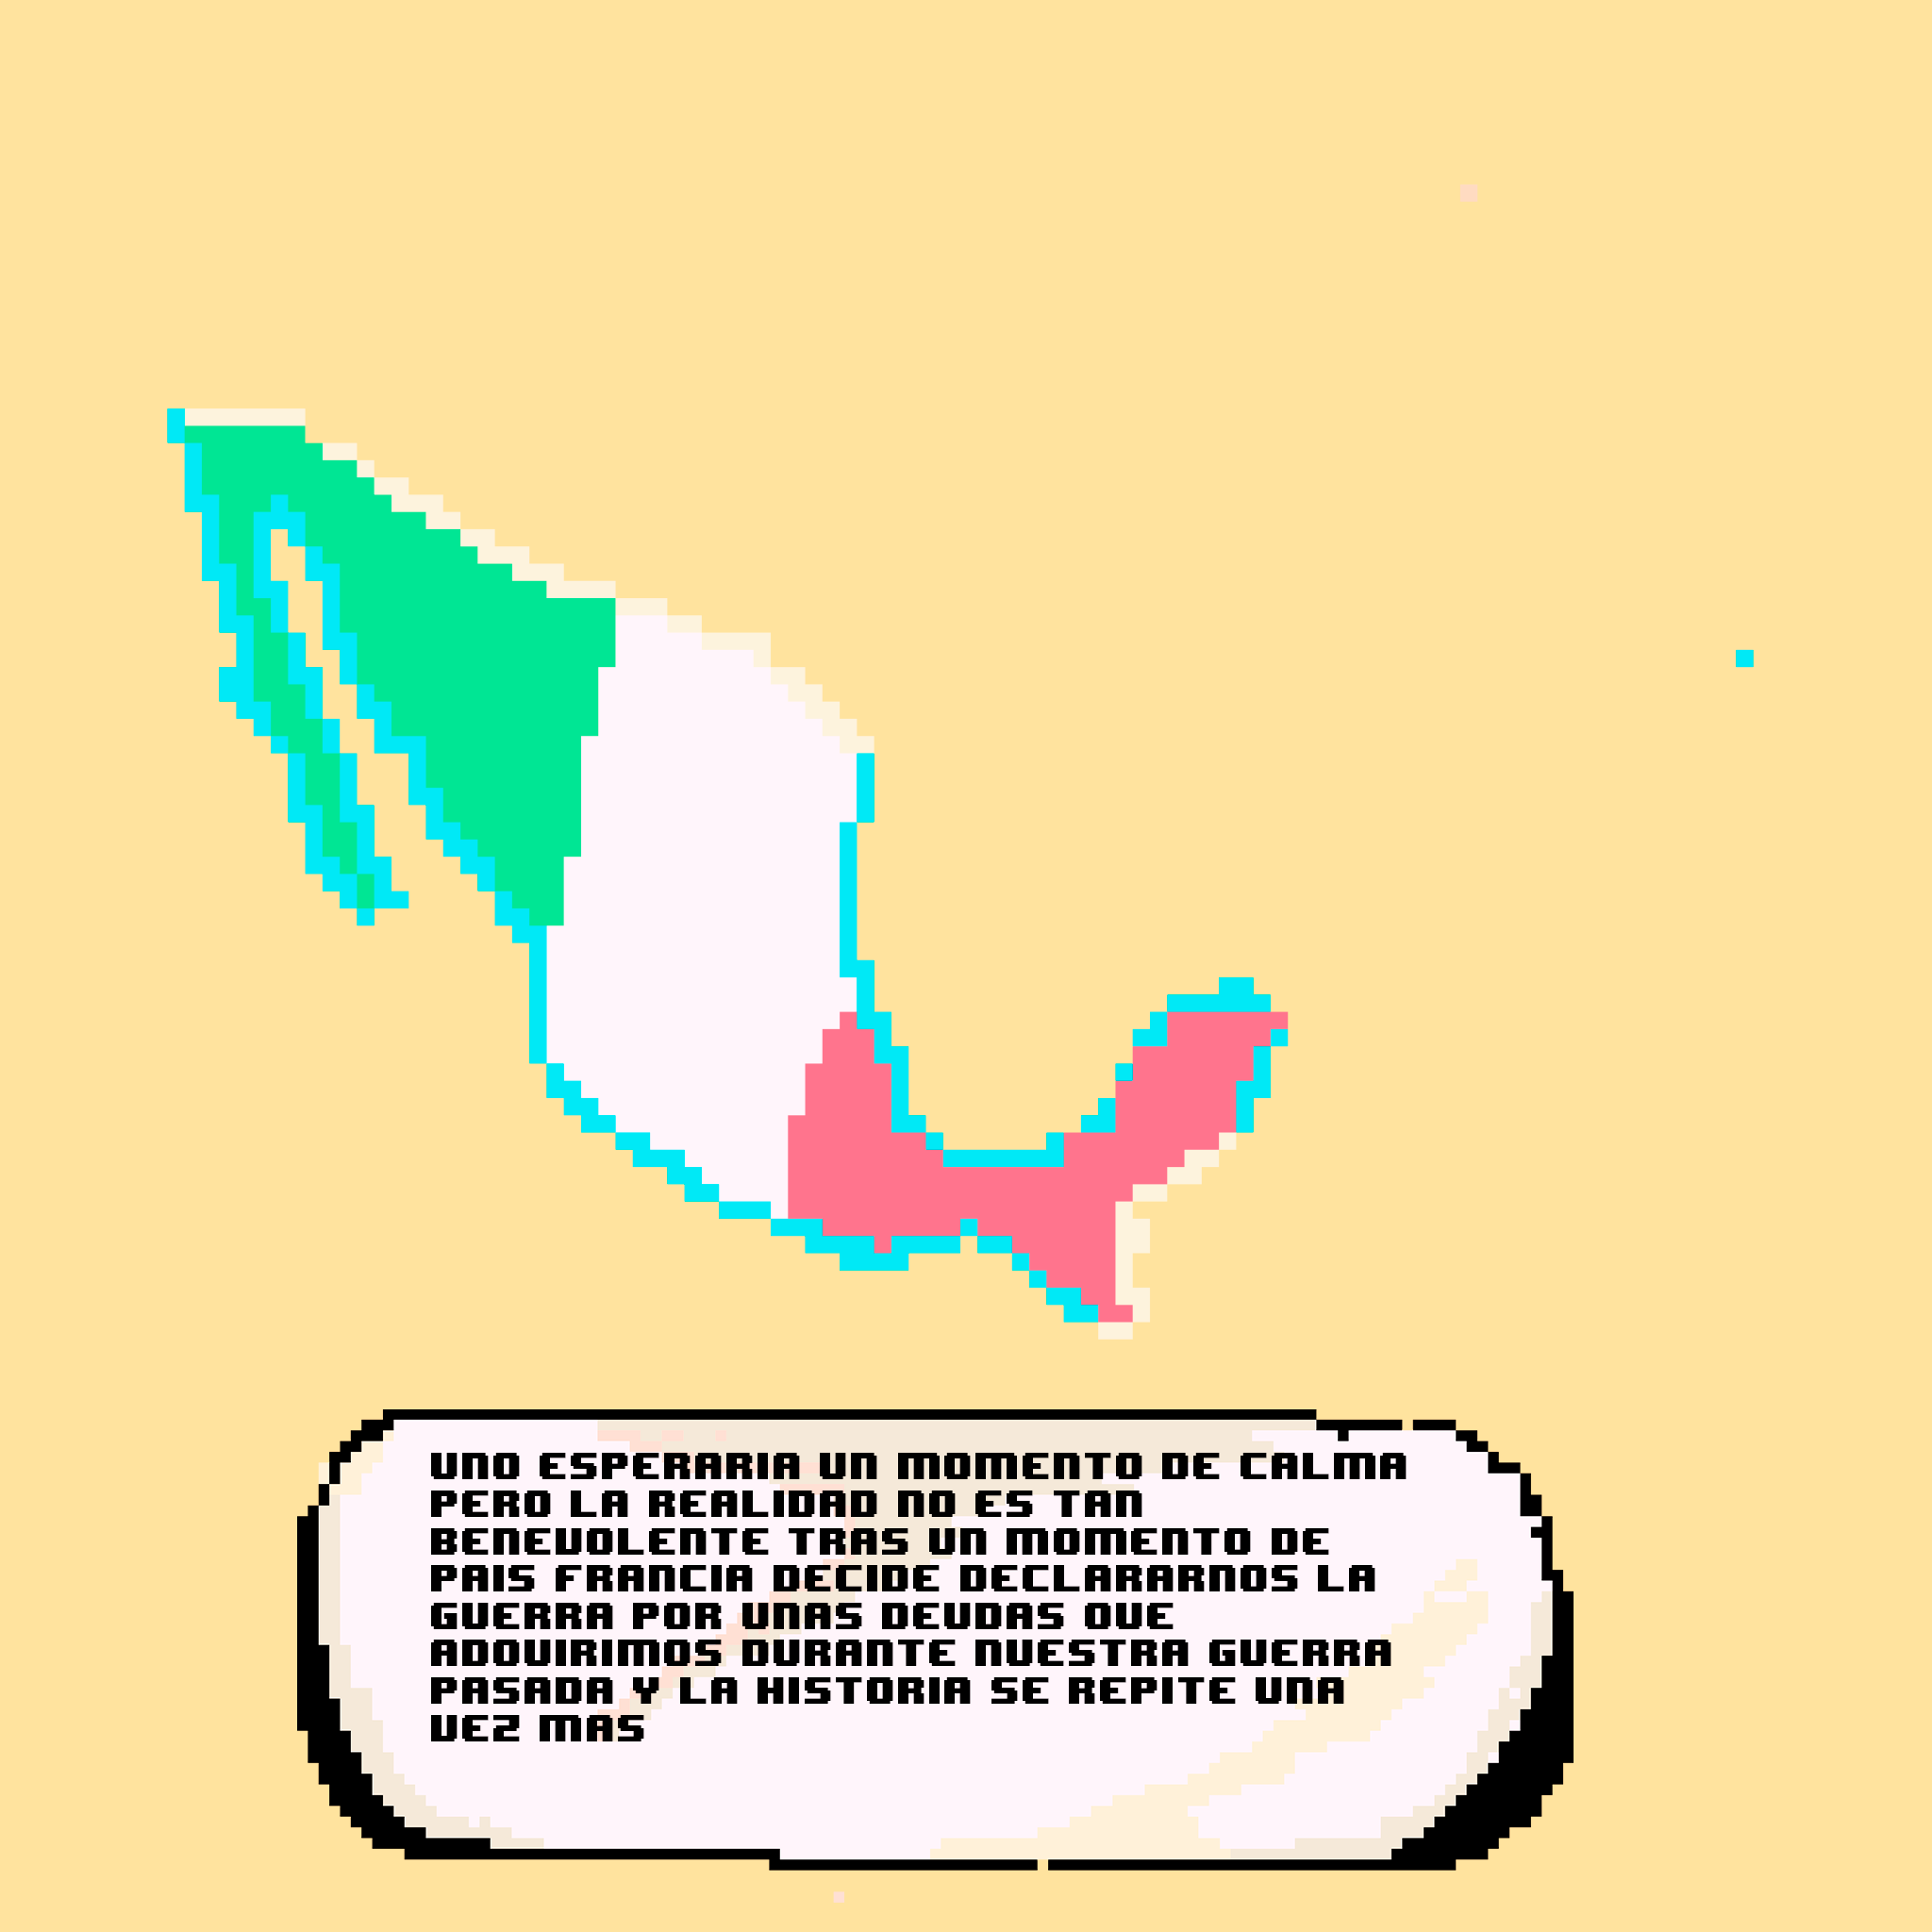 UNO ESPERARIA UN MOMENTO DE CALMA
PERO LA REALIDAD NO ES TAN
BENEVOLENTE TRAS UN MOMENTO DE
PAIS FRANCIA DECIDE DECLARARNOS LA
GUERRA POR UNAS DEUDAS QUE
ADQUIRIMOS DURANTE NUESTRA GUERRA
PASADA Y LA HISTORIA SE REPITE UNA
VEZ MAS